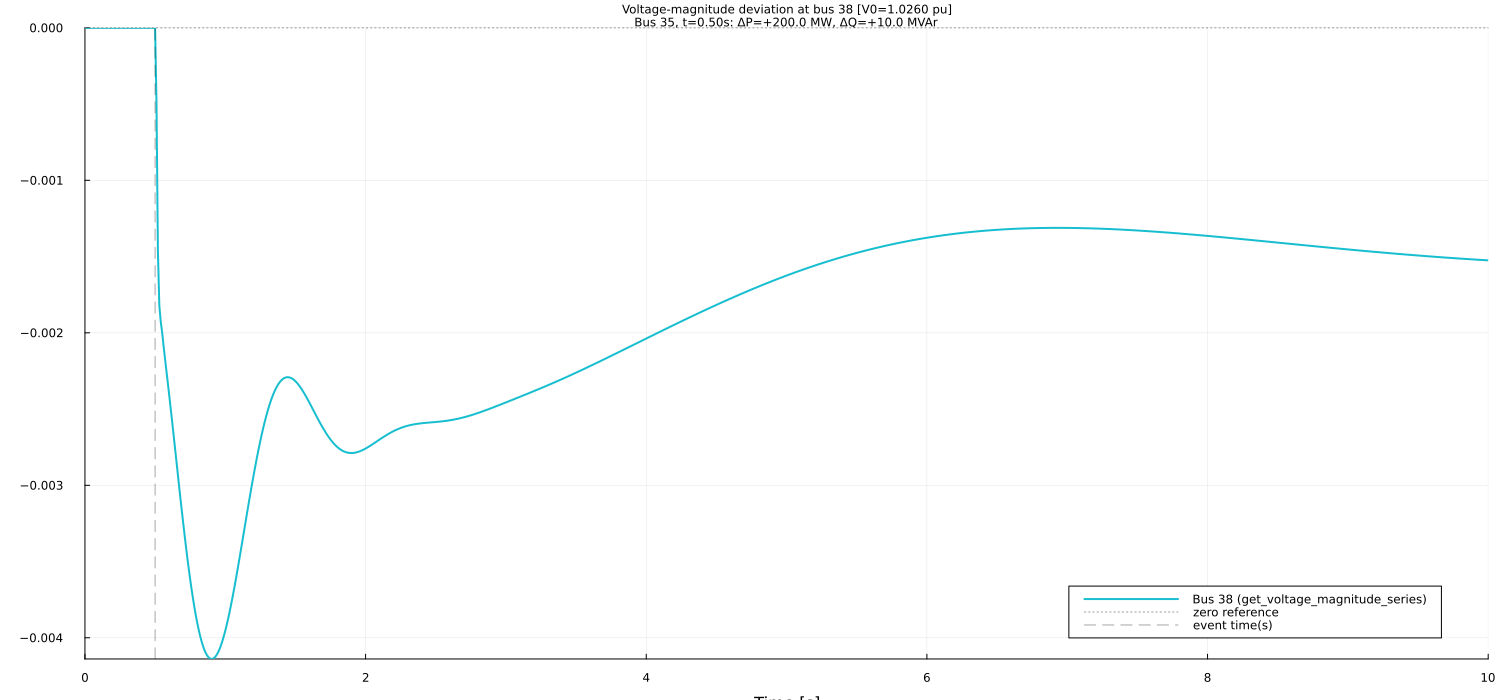 Voltage-magnitude deviation at bus 38 [V0=1.0260 pu]
Bus 35, t=0.50s: ΔP=+200.0 MW, ΔQ=+10.0 MVAr
0.000
−0.001
−0.002
−0.003
−0.004
Bus 38 (get_voltage_magnitude_series)
zero reference
event time(s)
0 2 4 6 8 10
Time [s]